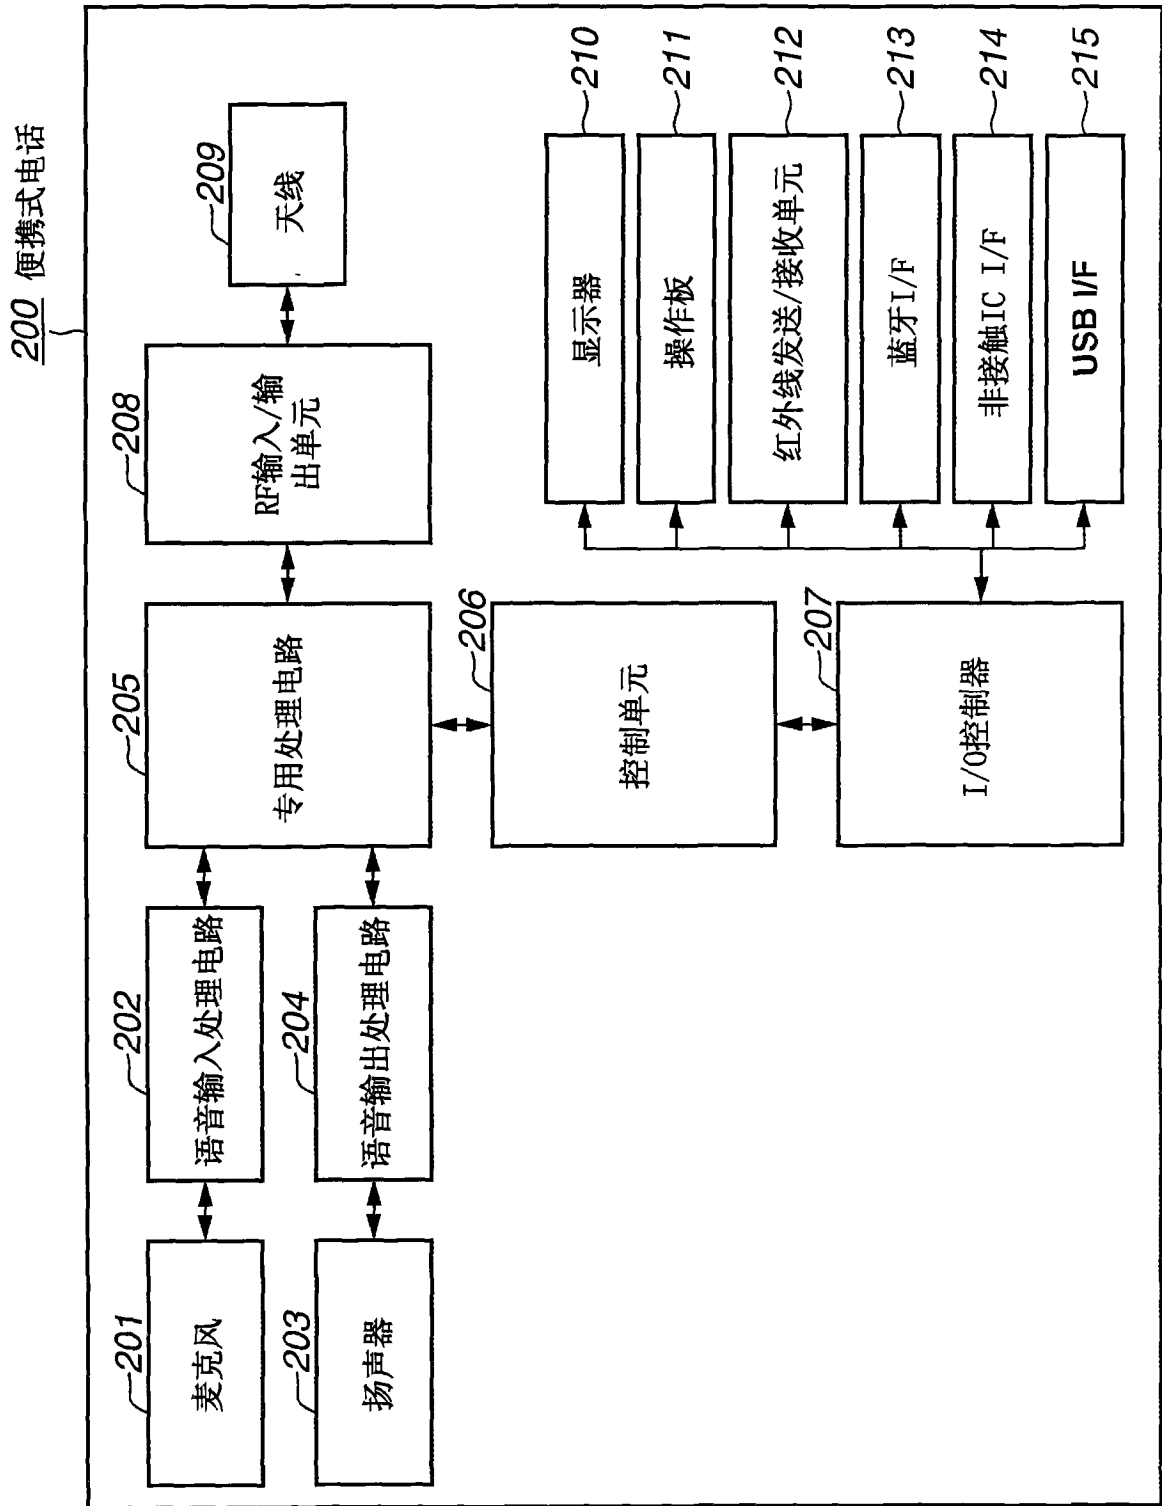 200 便携式电话
201
麦克风
202
语音输入处理电路
203
扬声器
204
语音输出处理电路
205
专用处理电路
208
RF输入/输
出单元
209
天线
206
控制单元
207
I/O控制器
显示器
210
操作板
211
红外线发送/接收单元
212
蓝牙I/F
213
非接触IC I/F
214
USB I/F
215